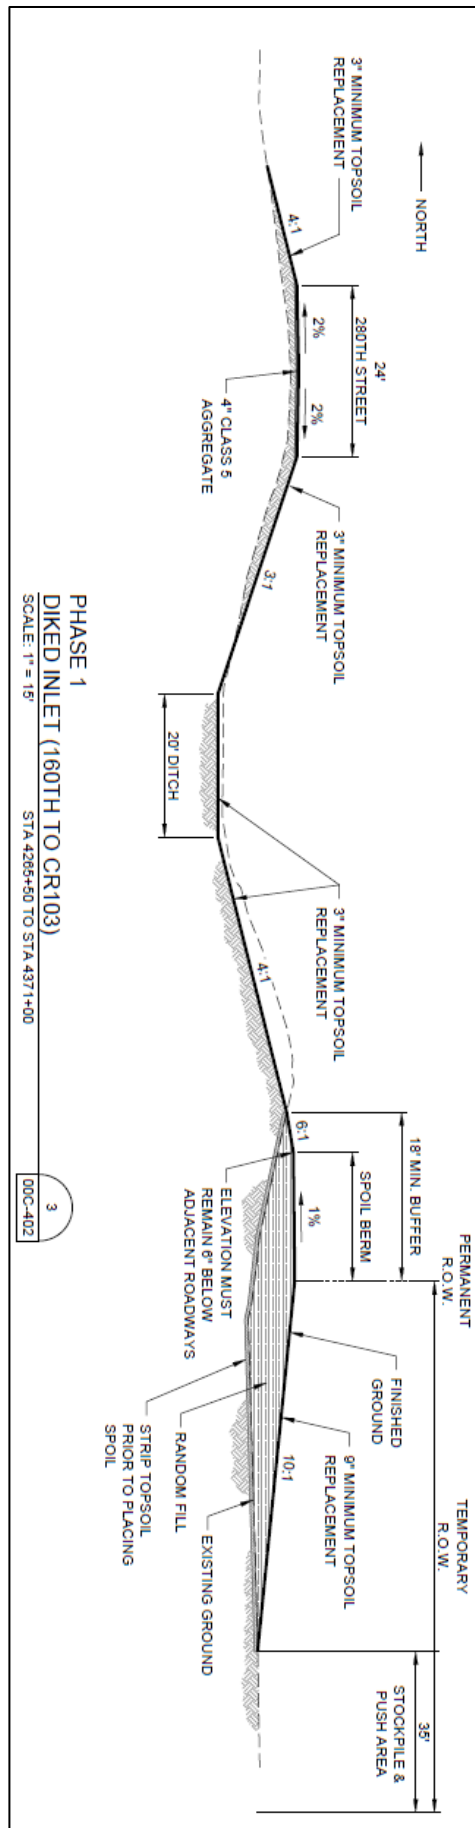 NORTH
3" MINIMUM TOPSOIL
REPLACEMENT
4:1
24'
280TH STREET
2%
2%
4" CLASS 5
AGGREGATE
3" MINIMUM TOPSOIL
REPLACEMENT
3:1
20' DITCH
3" MINIMUM TOPSOIL
REPLACEMENT
4:1
18' MIN. BUFFER
6:1
SPOIL BERM
1%
ELEVATION MUST
REMAIN 6" BELOW
ADJACENT ROADWAYS
PERMANENT
R.O.W.
TEMPORARY
R.O.W.
FINISHED
GROUND
9" MINIMUM TOPSOIL
REPLACEMENT
10:1
EXISTING GROUND
RANDOM FILL
STRIP TOPSOIL
PRIOR TO PLACING
SPOIL
35'
STOCKPILE &
PUSH AREA
PHASE 1
DIKED INLET (160TH TO CR103)
SCALE: 1" = 15'
STA 4265+50 TO STA 4371+00
3
00C-402